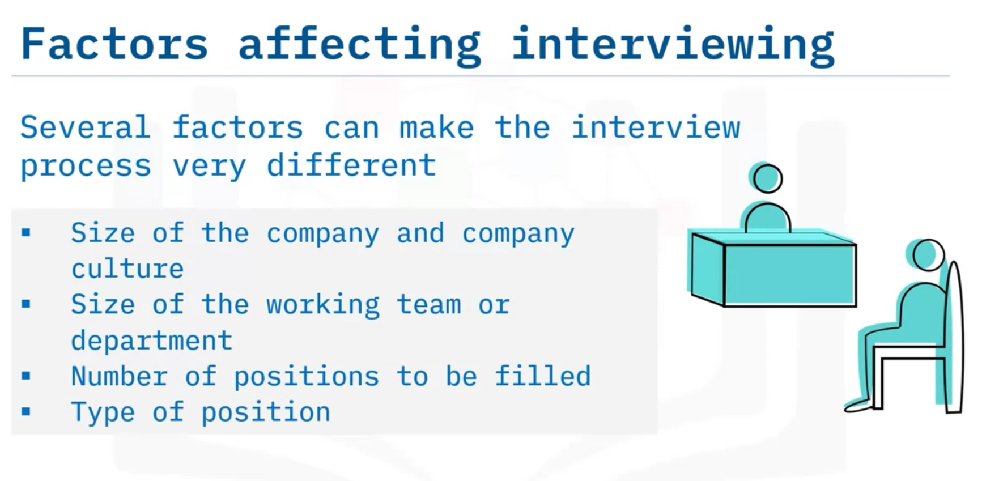 Factors affecting interviewing
Several factors can make the interview
process very different
▪ Size of the company and company
culture
▪ Size of the working team or
department
▪ Number of positions to be filled
▪ Type of position